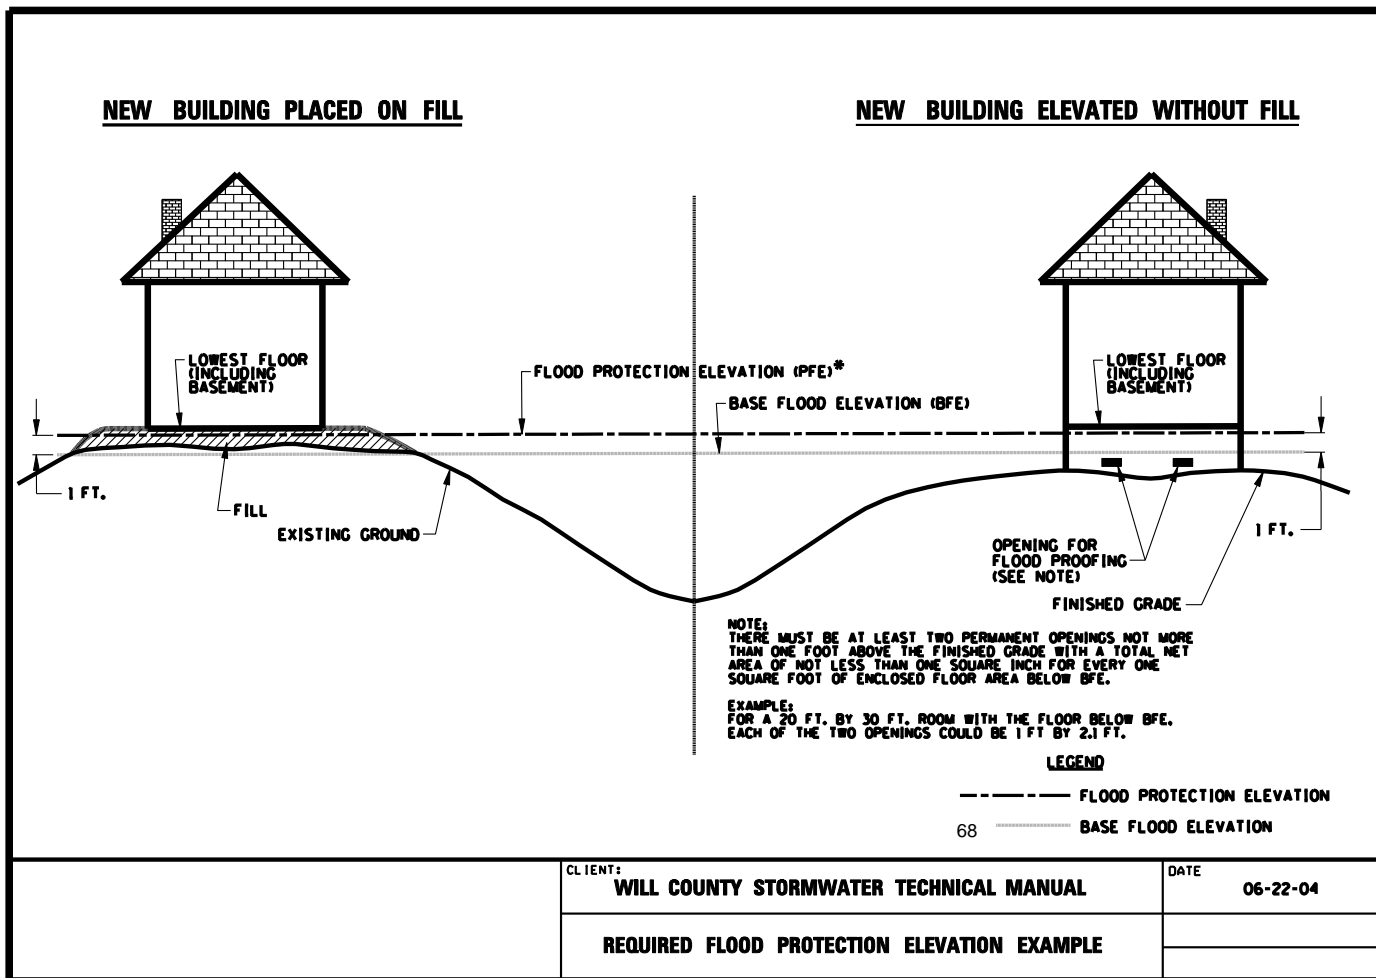 NEW BUILDING PLACED ON FILL
NEW BUILDING ELEVATED WITHOUT FILL
LOWEST FLOOR
(INCLUDING
BASEMENT)
FLOOD PROTECTION ELEVATION (PFE)*
BASE FLOOD ELEVATION (BFE)
LOWEST FLOOR
(INCLUDING
BASEMENT)
1 FT.
FILL
EXISTING GROUND
1 FT.
OPENING FOR
FLOOD PROOFING
(SEE NOTE)
FINISHED GRADE
NOTE:
THERE MUST BE AT LEAST TWO PERMANENT OPENINGS NOT MORE
THAN ONE FOOT ABOVE THE FINISHED GRADE WITH A TOTAL NET
AREA OF NOT LESS THAN ONE SQUARE INCH FOR EVERY ONE
SQUARE FOOT OF ENCLOSED FLOOR AREA BELOW BFE.
EXAMPLE:
FOR A 20 FT. BY 30 FT. ROOM WITH THE FLOOR BELOW BFE.
EACH OF THE TWO OPENINGS COULD BE 1 FT BY 2.1 FT.
LEGEND
FLOOD PROTECTION ELEVATION
68
BASE FLOOD ELEVATION
CLIENT:
WILL COUNTY STORMWATER TECHNICAL MANUAL
DATE
06-22-04
REQUIRED FLOOD PROTECTION ELEVATION EXAMPLE